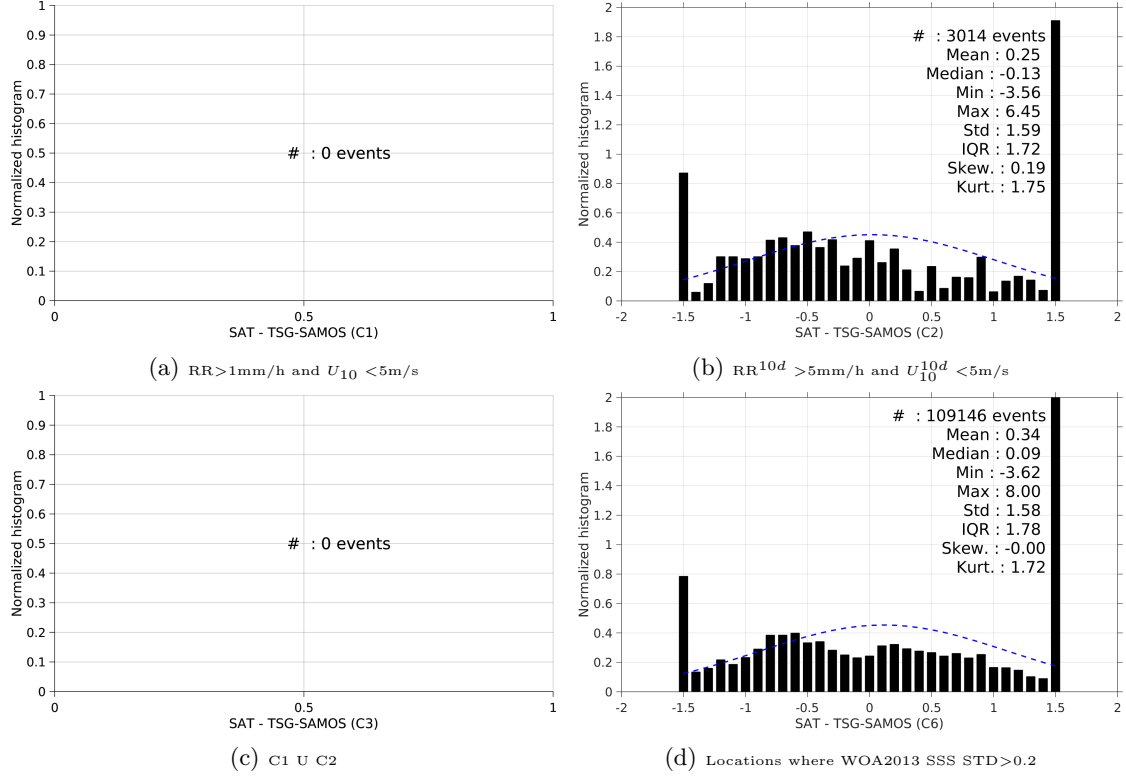 1
0.9
0.8
0.7
0.6
0.5
0.4
0.3
0.2
0.1
0
Normalized histogram
# : 0 events
0 0.5 1
SAT - TSG-SAMOS (C1)
(a) RR>1mm/h and U10 <5m/s
2
1.8
1.6
1.4
1.2
1
0.8
0.6
0.4
0.2
0
Normalized histogram
# : 3014 events
Mean : 0.25
Median : -0.13
Min : -3.56
Max : 6.45
Std : 1.59
IQR : 1.72
Skew. : 0.19
Kurt. : 1.75
-2 -1.5 -1 -0.5 0 0.5 1 1.5 2
SAT - TSG-SAMOS (C2)
(b) RR10d >5mm/h and U10d10 <5m/s
1
0.9
0.8
0.7
0.6
0.5
0.4
0.3
0.2
0.1
0
Normalized histogram
# : 0 events
0 0.5 1
SAT - TSG-SAMOS (C3)
(c) C1 U C2
2
1.8
1.6
1.4
1.2
1
0.8
0.6
0.4
0.2
0
Normalized histogram
# : 109146 events
Mean : 0.34
Median : 0.09
Min : -3.62
Max : 8.00
Std : 1.58
IQR : 1.78
Skew. : -0.00
Kurt. : 1.72
-2 -1.5 -1 -0.5 0 0.5 1 1.5 2
SAT - TSG-SAMOS (C6)
(d) Locations where WOA2013 SSS STD>0.2